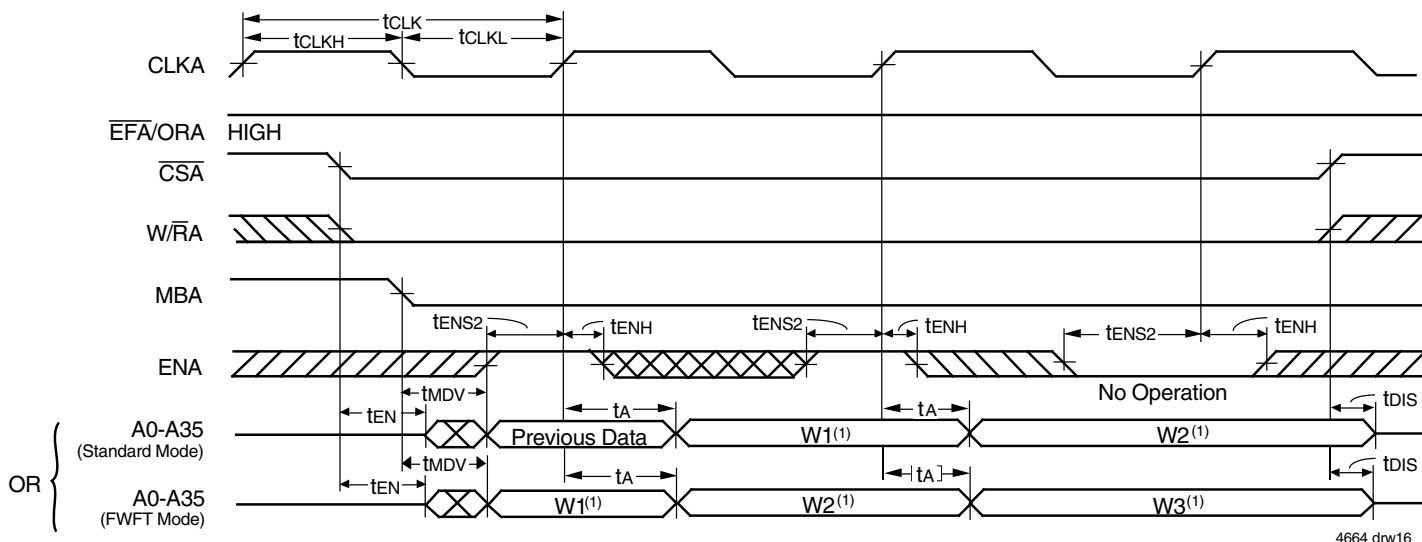 tCLK
tCLKH tCLKL
CLKA
EFA/ORA HIGH
CSA
W/RA
MBA
tENS2 tENH tENS2 tENH tENS2 tENH
ENA
No Operation
tMDV
tEN tA tA tDIS
A0-A35 Previous Data W1(1) W2(1)
(Standard Mode)
OR
tMDV
tEN tA tA tDIS
A0-A35 W1(1) W2(1) W3(1)
(FWFT Mode)
4664 drw16